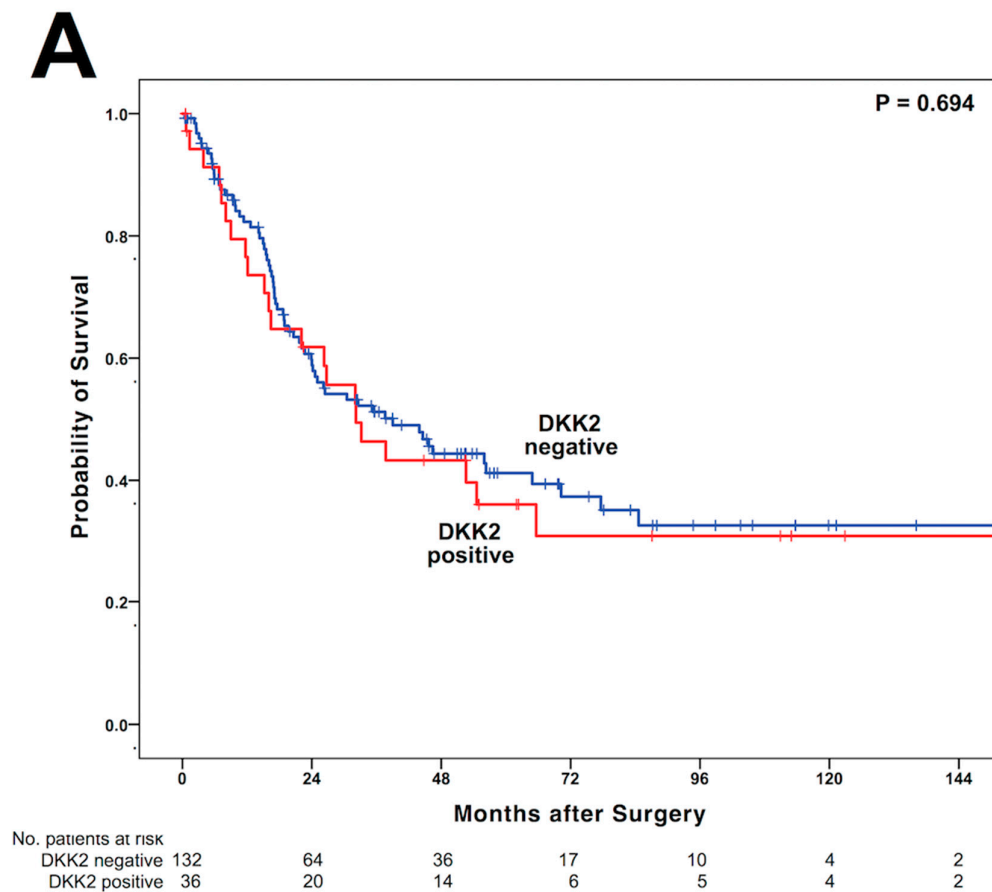 A
P = 0.694
1.0
0.8
0.6
0.4
0.2
0.0
Probability of Survival
DKK2
negative
DKK2
positive
0 24 48 72 96 120 144
Months after Surgery
No. patients at risk
DKK2 negative 132 64 36 17 10 4 2
DKK2 positive 36 20 14 6 5 4 2